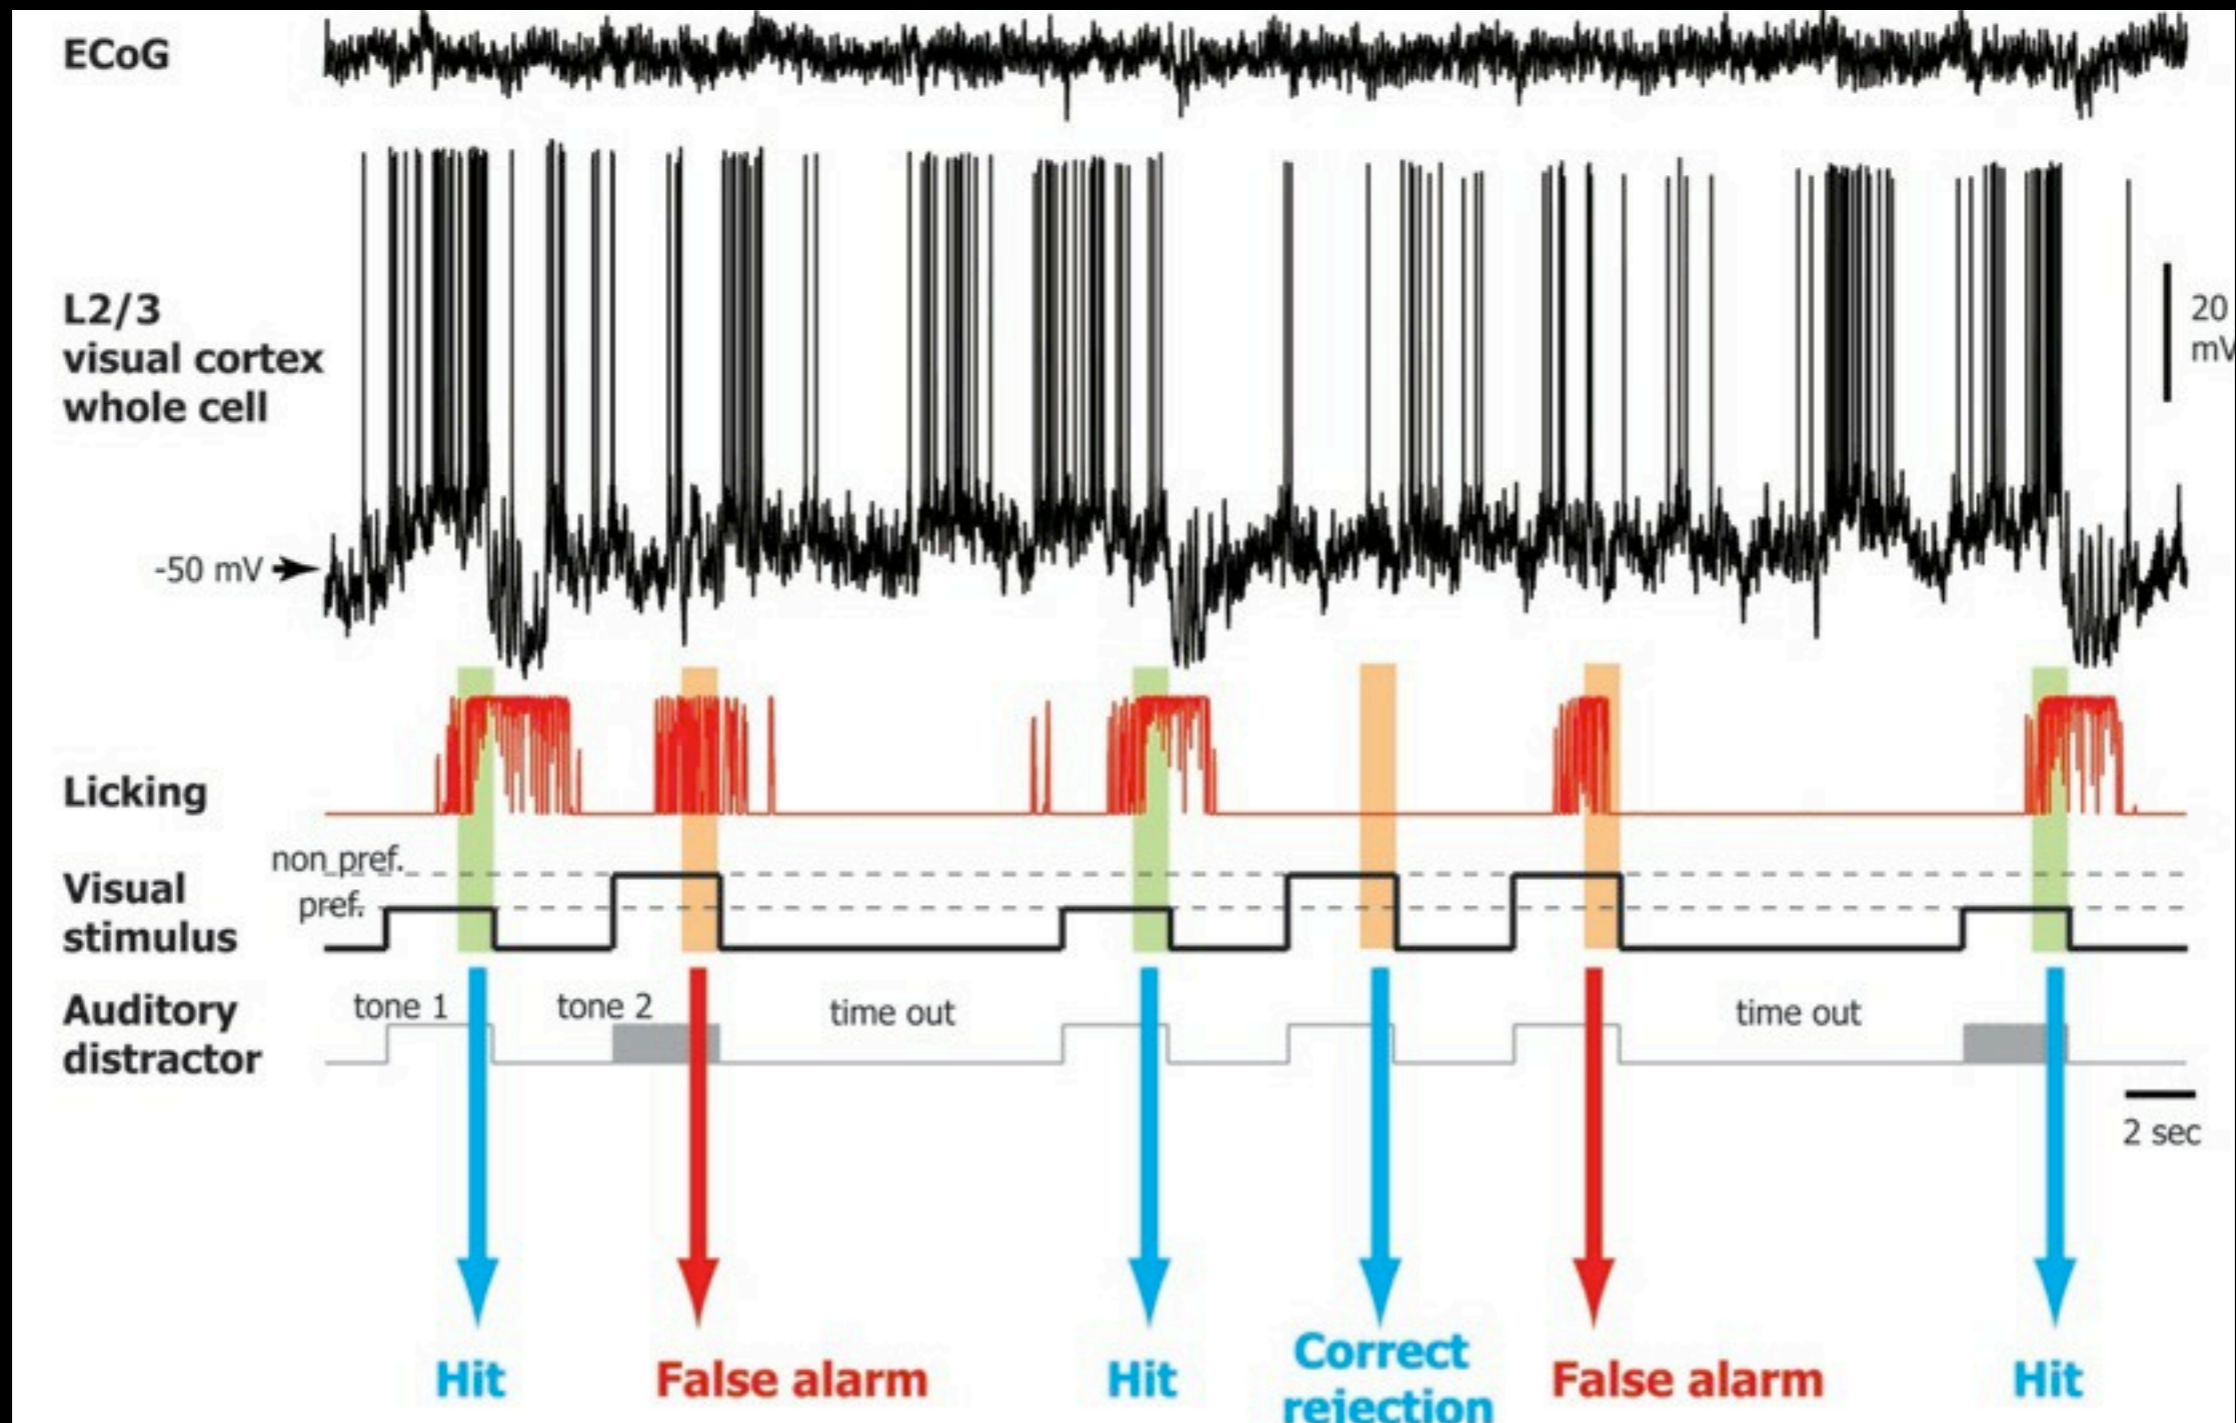 ECoG
L2/3
visual cortex
whole cell
20
mV
-50 mV
Licking
non pref.
pref.
Visual
stimulus
Auditory
distractor
tone 1
tone 2
time out
time out
2 sec
Hit
False alarm
Hit
Correct
rejection
False alarm
Hit